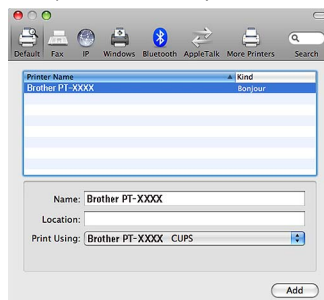 Default Fax IP Windows Bluetooth AppleTalk More Printers Search
Printer Name Kind
Brother PT-XXXX Bonjour
Name: Brother PT-XXXX
Location:
Print Using: Brother PT-XXXX CUPS
Add